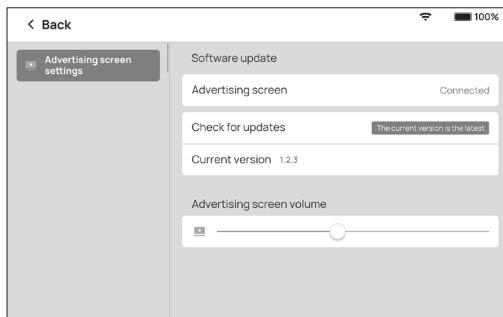 Back
100%
Advertising screen
settings
Software update
Advertising screen Connected
Check for updates The current version is the latest
Current version 1.2.3
Advertising screen volume